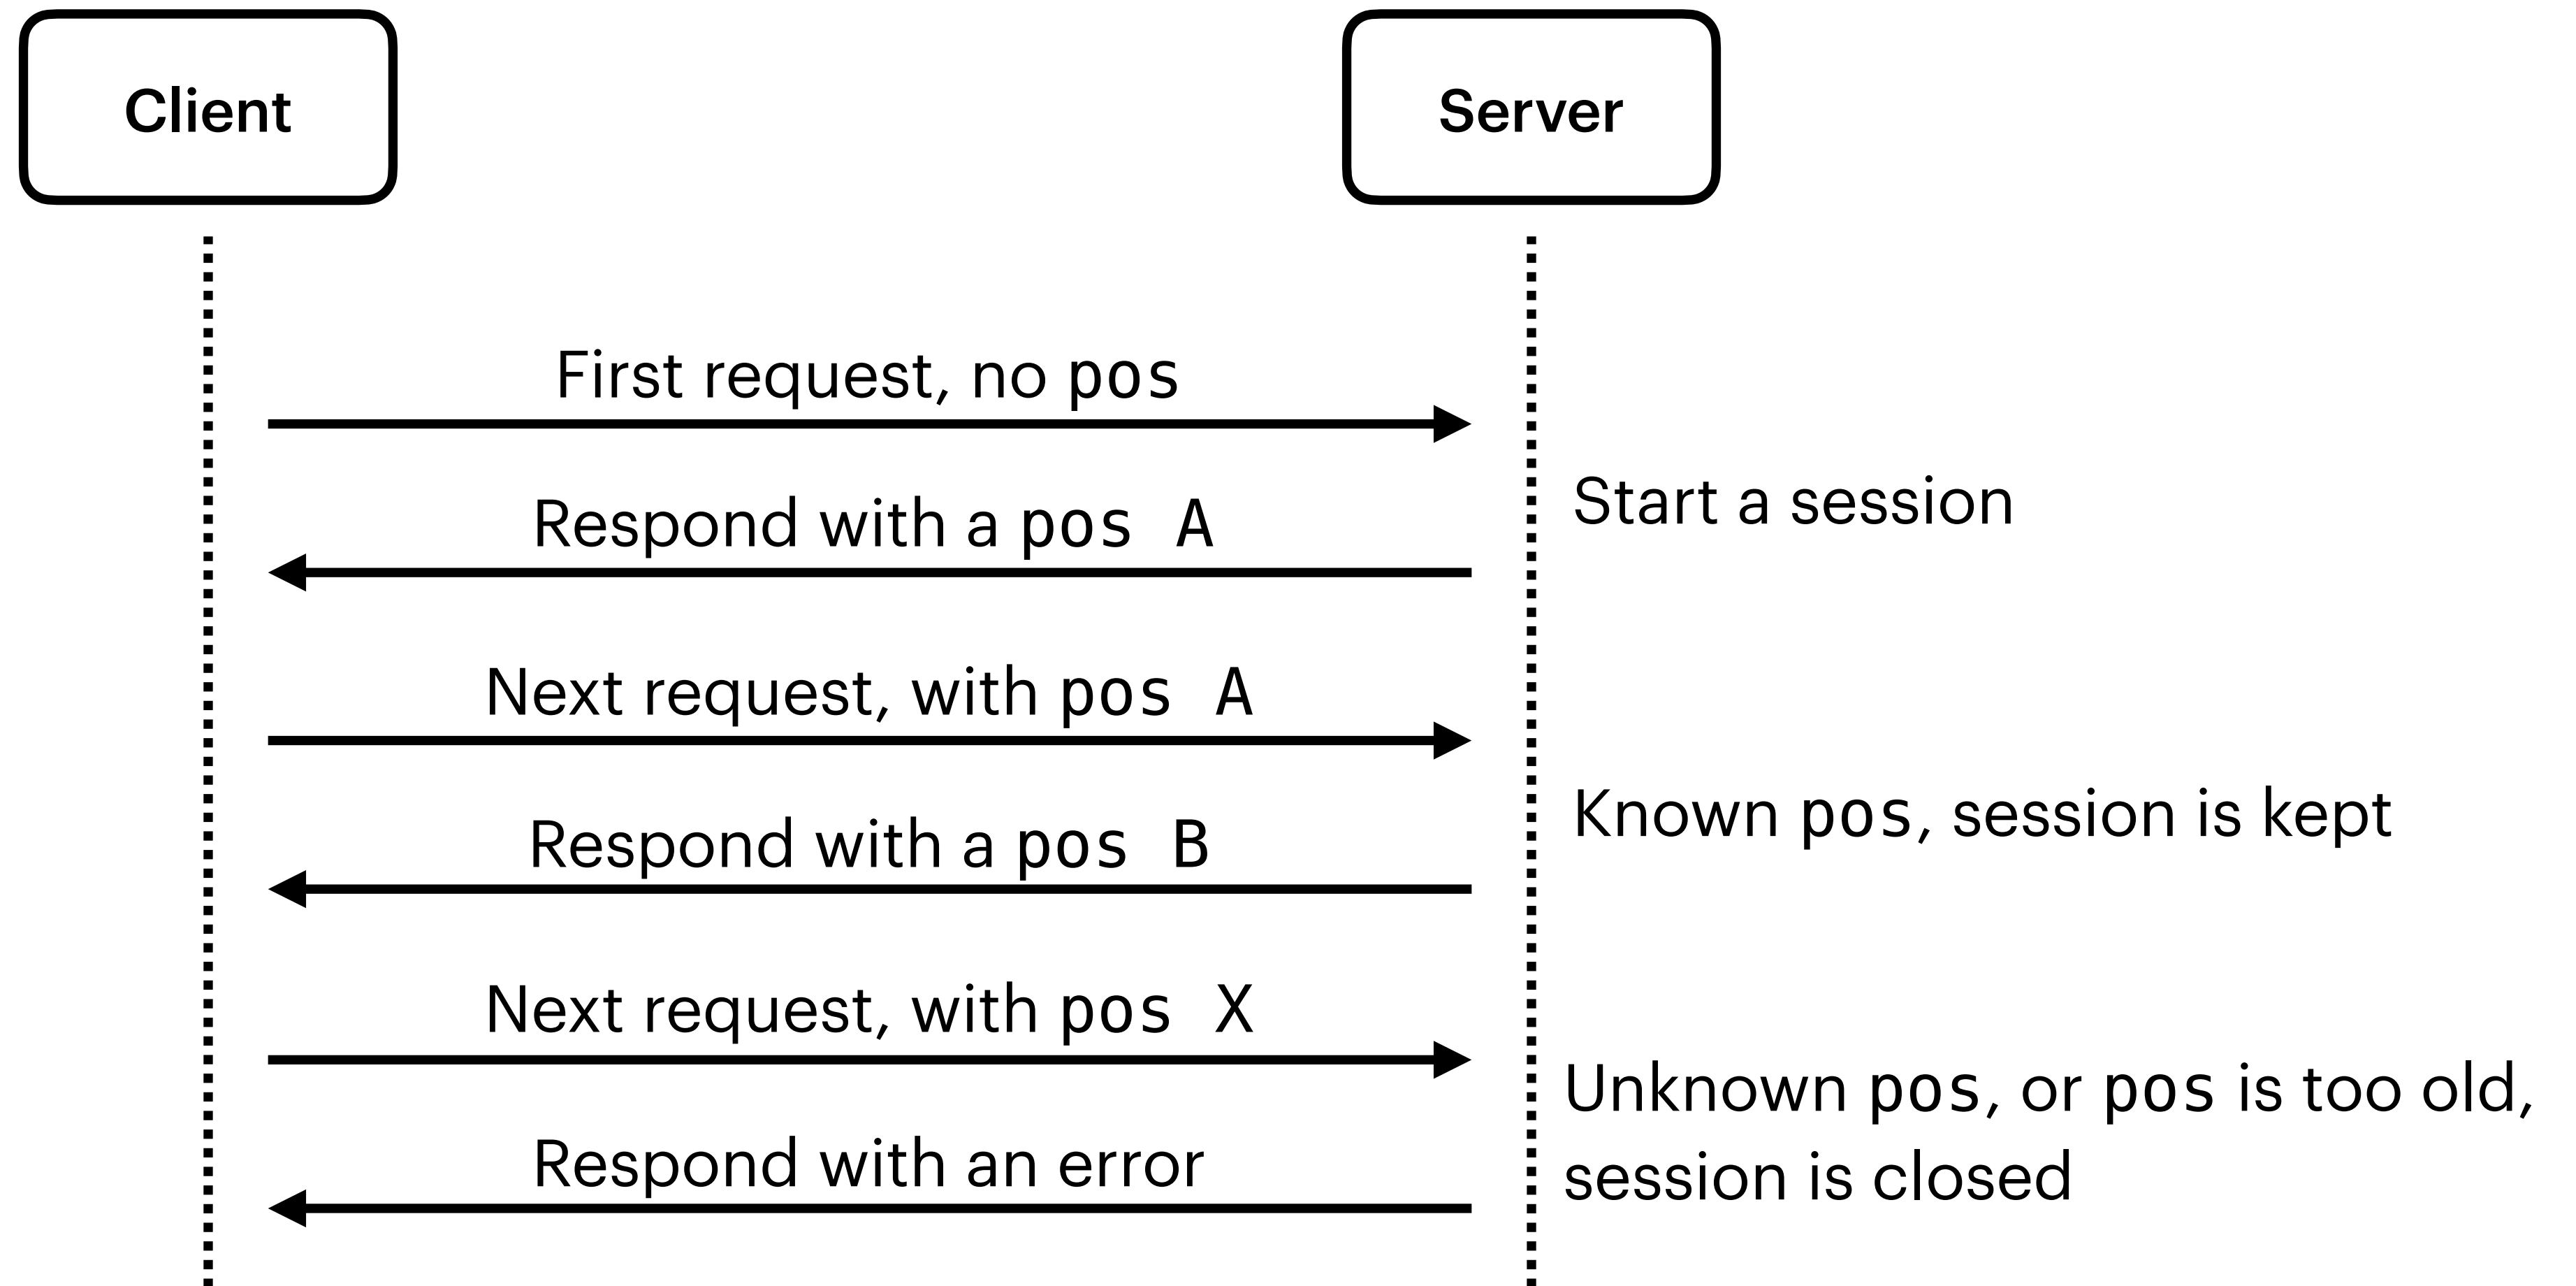 Client
Server
First request, no pos
Start a session
Respond with a pos A
Next request, with pos A
Known pos, session is kept
Respond with a pos B
Next request, with pos X
Unknown pos, or pos is too old,
session is closed
Respond with an error